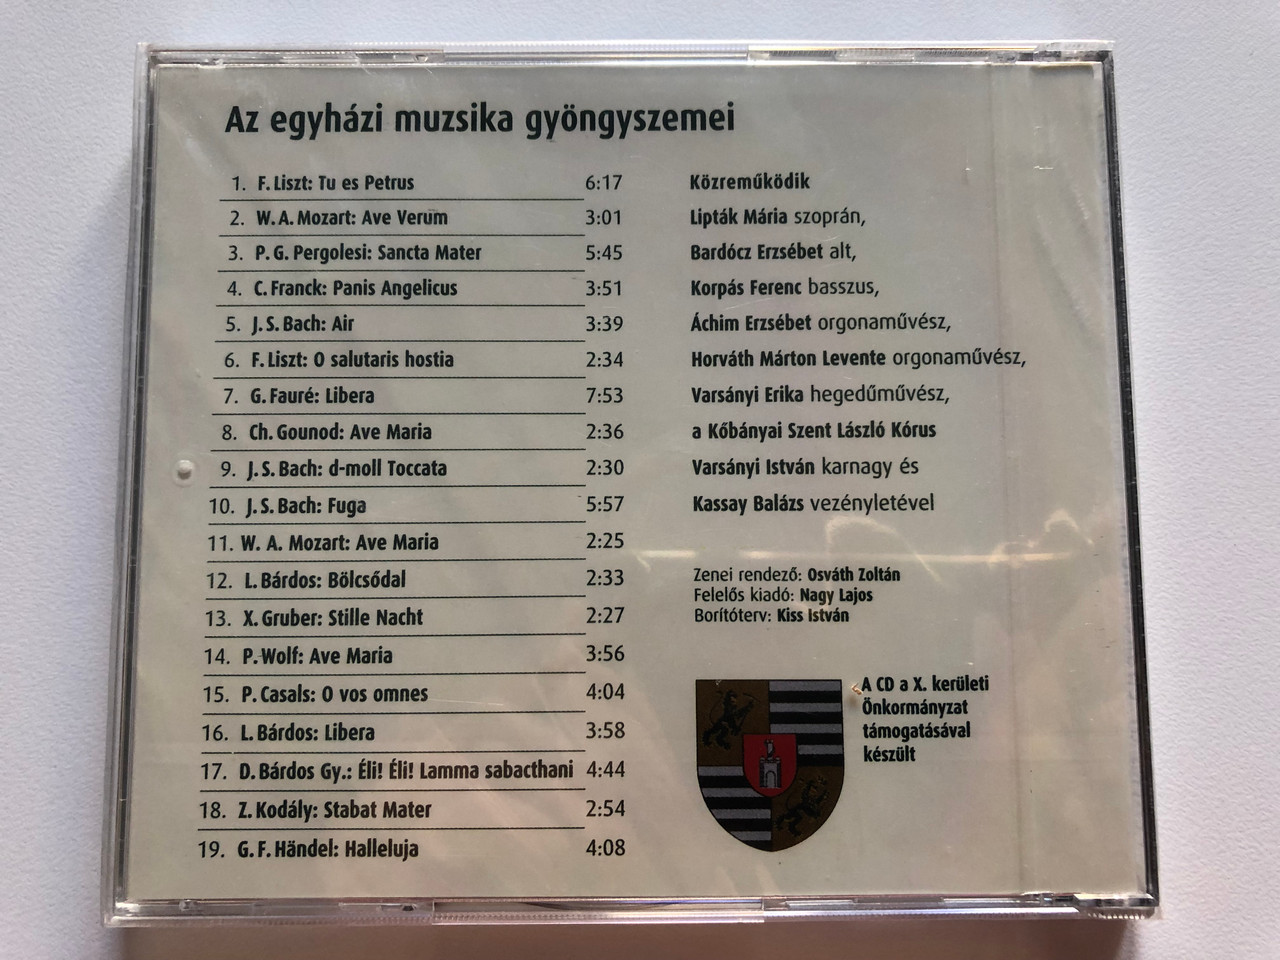 Az egyházi muzsika gyöngyszemei
1. F. Liszt: Tu es Petrus 6:17
2. W. A. Mozart: Ave Verum 3:01
3. P. G. Pergolesi: Sancta Mater 5:45
4. C. Franck: Panis Angelicus 3:51
5. J. S. Bach: Air 3:39
6. F. Liszt: O salutaris hostia 2:34
7. G. Fauré: Libera 7:53
8. Ch. Gounod: Ave Maria 2:36
9. J. S. Bach: d-moll Toccata 2:30
10. J. S. Bach: Fuga 5:57
11. W. A. Mozart: Ave Maria 2:25
12. L. Bárdos: Bölcsődal 2:33
13. X. Gruber: Stille Nacht 2:27
14. P. Wolf: Ave Maria 3:56
15. P. Casals: O vos omnes 4:04
16. L. Bárdos: Libera 3:58
17. D. Bárdos Gy.: Éli! Éli! Lamma sabacthani 4:44
18. Z. Kodály: Stabat Mater 2:54
19. G. F. Händel: Halleluja 4:08
Közreműködik
Lipták Mária szoprán,
Bardócz Erzsébet alt,
Korpás Ferenc basszus,
Áchim Erzsébet orgonaművész,
Horváth Márton Levente orgonaművész,
Varsányi Erika hegedűművész,
a Kőbányai Szent László Kórus
Varsányi István karnagy és
Kassay Balázs vezényletével
Zenei rendező: Osváth Zoltán
Felelős kiadó: Nagy Lajos
Borítóterv: Kiss István
A CD a X. kerületi
Önkormányzat
támogatásával
készült